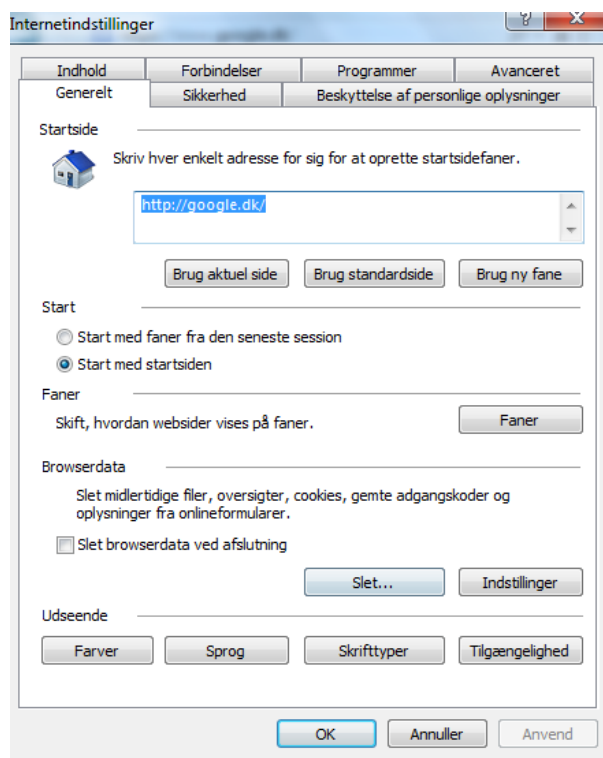 Internetindstillinger
Indhold Forbindelser Programmer Avanceret
Generelt Sikkerhed Beskyttelse af personlige oplysninger
Startside
Skriv hver enkelt adresse for sig for at oprette startsidefaner.
http://google.dk/
Brug aktuel side Brug standardside Brug ny fane
Start
Start med faner fra den seneste session
Start med startsiden
Faner
Skift, hvordan websider vises på faner. Faner
Browserdata
Slet midlertidige filer, oversigter, cookies, gemte adgangskoder og
oplysninger fra onlineformularer.
Slet browserdata ved afslutning
Slet... Indstillinger
Udseende
Farver Sprog Skrifttyper Tilgængelighed
OK Annuller Anvend